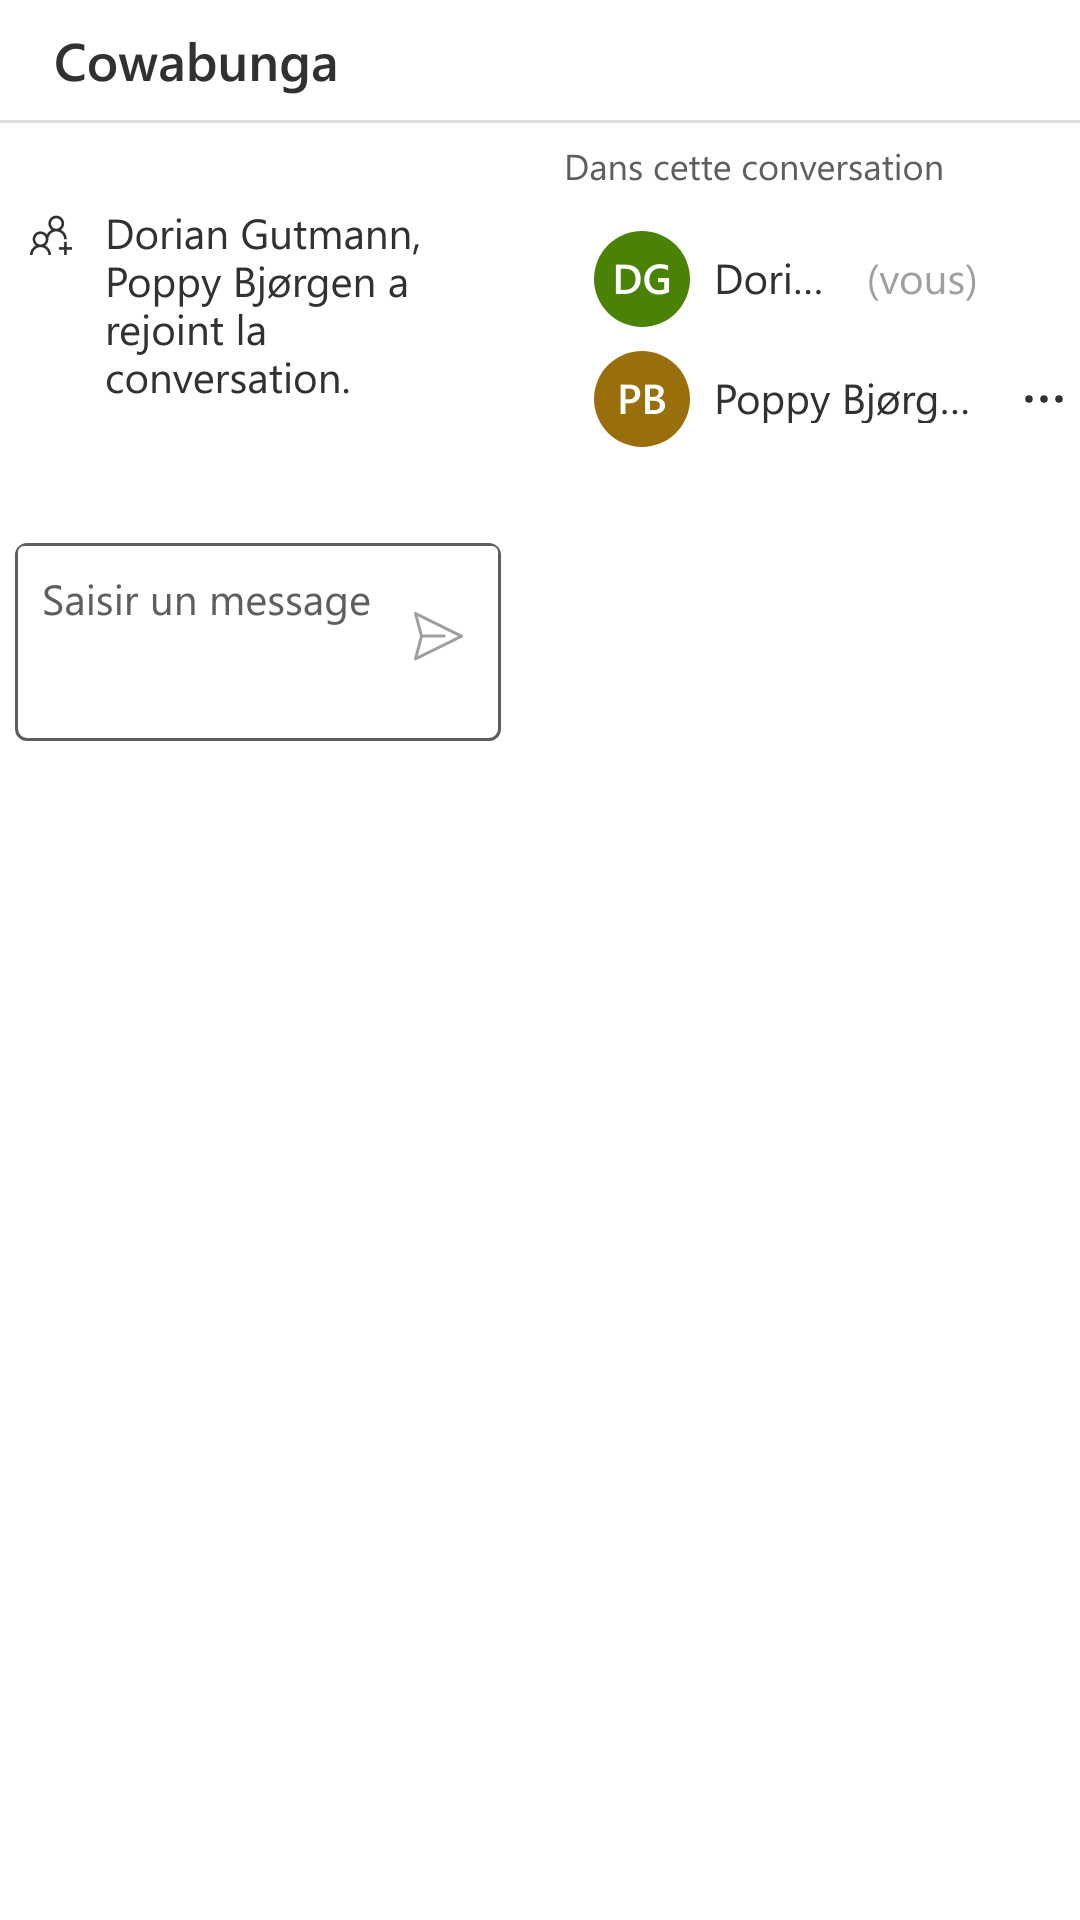 Cowabunga
Dorian Gutmann,
Poppy Bjørgen a
rejoint la
conversation.
Saisir un message
Dans cette conversation
DG Dori... (vous)
PB Poppy Bjørg...